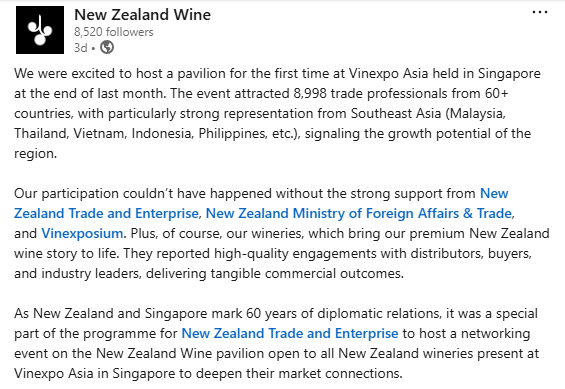 New Zealand Wine
8,520 followers
3d •
We were excited to host a pavilion for the first time at Vinexpo Asia held in Singapore
at the end of last month. The event attracted 8,998 trade professionals from 60+
countries, with particularly strong representation from Southeast Asia (Malaysia,
Thailand, Vietnam, Indonesia, Philippines, etc.), signaling the growth potential of the
region.
Our participation couldn’t have happened without the strong support from New
Zealand Trade and Enterprise, New Zealand Ministry of Foreign Affairs & Trade,
and Vinexposium. Plus, of course, our wineries, which bring our premium New Zealand
wine story to life. They reported high-quality engagements with distributors, buyers,
and industry leaders, delivering tangible commercial outcomes.
As New Zealand and Singapore mark 60 years of diplomatic relations, it was a special
part of the programme for New Zealand Trade and Enterprise to host a networking
event on the New Zealand Wine pavilion open to all New Zealand wineries present at
Vinexpo Asia in Singapore to deepen their market connections.